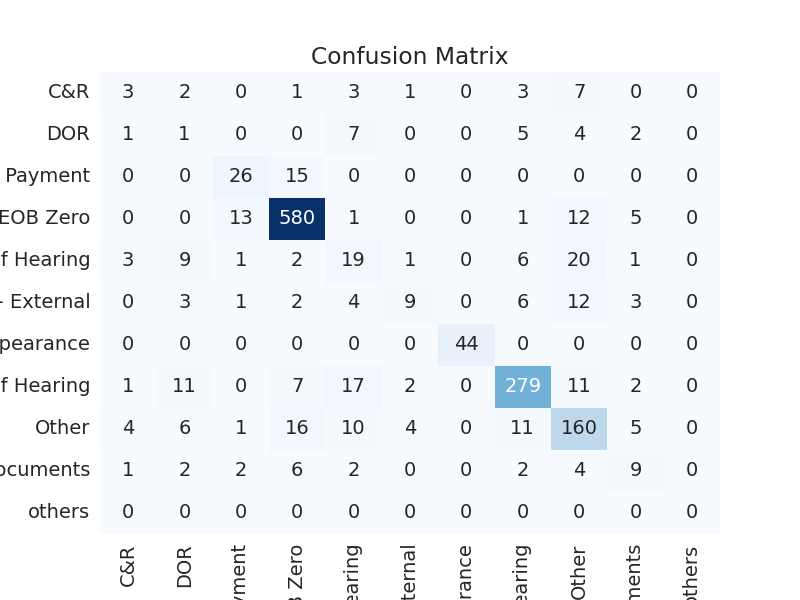 Confusion Matrix
C&R 3 2 0 1 3 1 0 3 7 0 0
DOR 1 1 0 0 7 0 0 5 4 2 0
Payment 0 0 26 15 0 0 0 0 0 0 0
EOB Zero 0 0 13 580 1 0 0 1 12 5 0
f Hearing 3 9 1 2 19 1 0 6 20 1 0
- External 0 3 1 2 4 9 0 6 12 3 0
pearance 0 0 0 0 0 0 44 0 0 0 0
f Hearing 1 11 0 7 17 2 0 279 11 2 0
Other 4 6 1 16 10 4 0 11 160 5 0
ocuments 1 2 2 6 2 0 0 2 4 9 0
others 0 0 0 0 0 0 0 0 0 0 0
C&R DOR yment B Zero earing ternal rance earing Other ments others